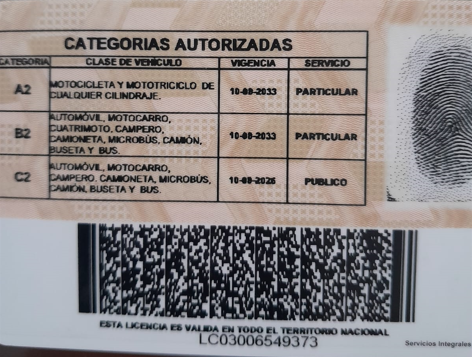 CATEGORIAS AUTORIZADAS
CATEGORIA CLASE DE VEHÍCULO VIGENCIA SERVICIO
A2 MOTOCICLETA Y MOTOTRICICLO DE CUALQUIER CILINDRAJE. 10-09-2033 PARTICULAR
B2 AUTOMÓVIL, MOTOCARRO, CUATRIMOTO, CAMPERO, CAMIONETA, MICROBÚS, CAMIÓN, BUSETA Y BUS. 10-09-2033 PARTICULAR
C2 AUTOMÓVIL, MOTOCARRO, CAMPERO, CAMIONETA, MICROBÚS, CAMIÓN, BUSETA Y BUS. 10-09-2026 PUBLICO
ESTA LICENCIA ES VALIDA EN TODO EL TERRITORIO NACIONAL
LC03006549373
Servicios Integrales